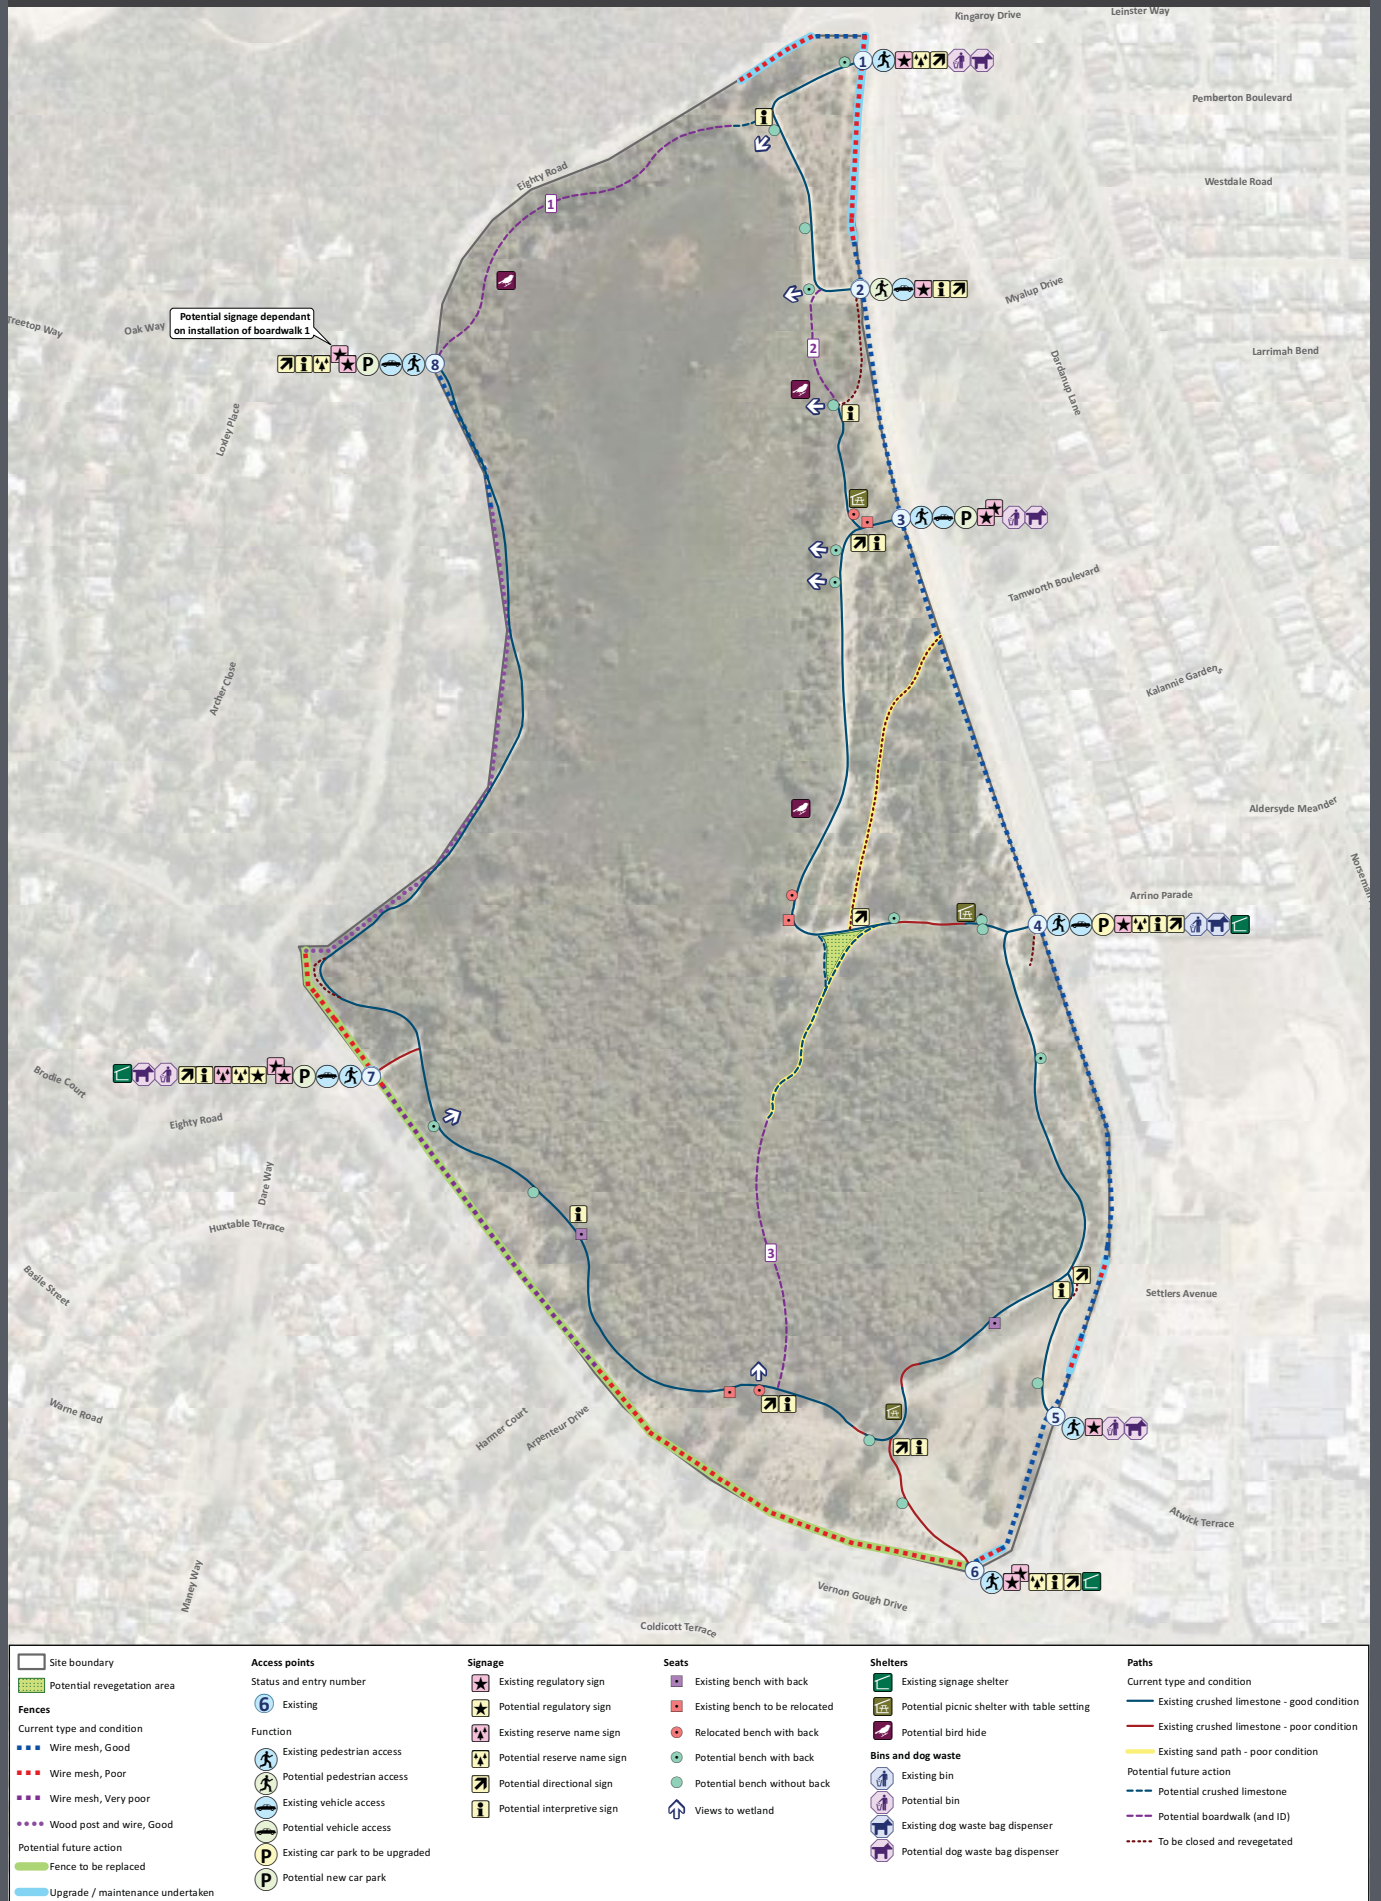 Kingaroy Drive
Leinster Way
1
Pemberton Boulevard
Westdale Road
Eighty Road
1
2
Myalup Drive
Treetop Way
Oak Way
Potential signage dependant
on installation of boardwalk 1
2
Larrimah Bend
P
8
Dardanup Lane
Loxley Place
3
P
Tamworth Boulevard
Archer Close
Kalannie Gardens
Aldersyde Meander
Arrino Parade
4
P
Brodie Court
P
7
Eighty Road
Dare Way
Huxtable Terrace
3
Basile Street
Settlers Avenue
Warne Road
Harmer Court
Arpenteur Drive
5
Atwick Terrace
Maney Way
6
Vernon Gough Drive
Coldicott Terrace
Site boundary
Potential revegetation area
Fences
Current type and condition
Wire mesh, Good
Wire mesh, Poor
Wire mesh, Very poor
Wood post and wire, Good
Potential future action
Fence to be replaced
Upgrade / maintenance undertaken
Access points
Status and entry number
6 Existing
Function
Existing pedestrian access
Potential pedestrian access
Existing vehicle access
Potential vehicle access
P Existing car park to be upgraded
P Potential new car park
Signage
Existing regulatory sign
Potential regulatory sign
Existing reserve name sign
Potential reserve name sign
Potential directional sign
Potential interpretive sign
Seats
Existing bench with back
Existing bench to be relocated
Relocated bench with back
Potential bench with back
Potential bench without back
Views to wetland
Shelters
Existing signage shelter
Potential picnic shelter with table setting
Potential bird hide
Bins and dog waste
Existing bin
Potential bin
Existing dog waste bag dispenser
Potential dog waste bag dispenser
Paths
Current type and condition
Existing crushed limestone - good condition
Existing crushed limestone - poor condition
Existing sand path - poor condition
Potential future action
Potential crushed limestone
Potential boardwalk (and ID)
To be closed and revegetated